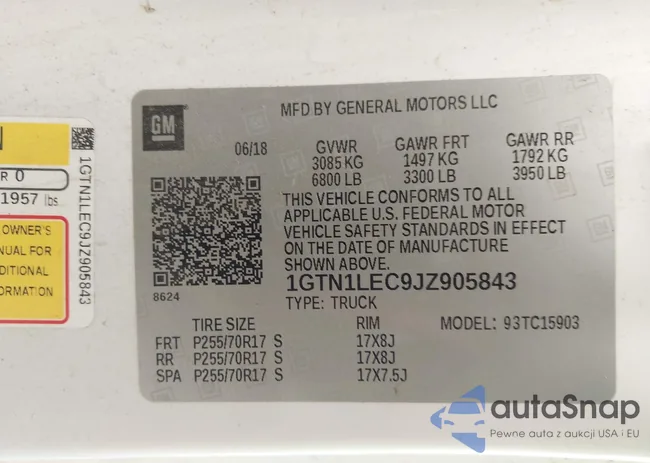 N
R 0
1957 lbs
OWNER'S
NUAL FOR
DITIONAL
ORMATION
1GTN1LEC9JZ905843
GM
MFD BY GENERAL MOTORS LLC
06/18 GVWR GAWR FRT GAWR RR
3085 KG 1497 KG 1792 KG
6800 LB 3300 LB 3950 LB
THIS VEHICLE CONFORMS TO ALL
APPLICABLE U.S. FEDERAL MOTOR
VEHICLE SAFETY STANDARDS IN EFFECT
ON THE DATE OF MANUFACTURE
SHOWN ABOVE.
8624
1GTN1LEC9JZ905843
TYPE: TRUCK
TIRE SIZE RIM MODEL: 93TC15903
FRT P255/70R17 S 17X8J
RR P255/70R17 S 17X8J
SPA P255/70R17 S 17X7.5J
autaSnap
Pewne auta z aukcji USA i EU